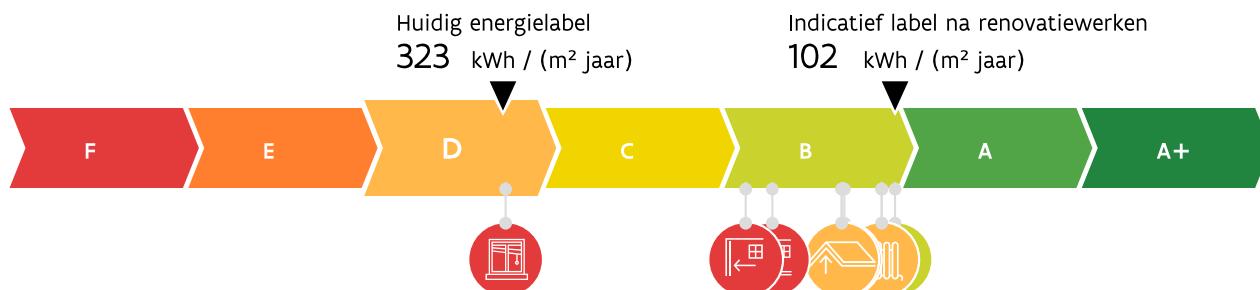 Huidig energielabel
323 kWh / (m² jaar)
Indicatief label na renovatiewerken
102 kWh / (m² jaar)
F E D C B A A+